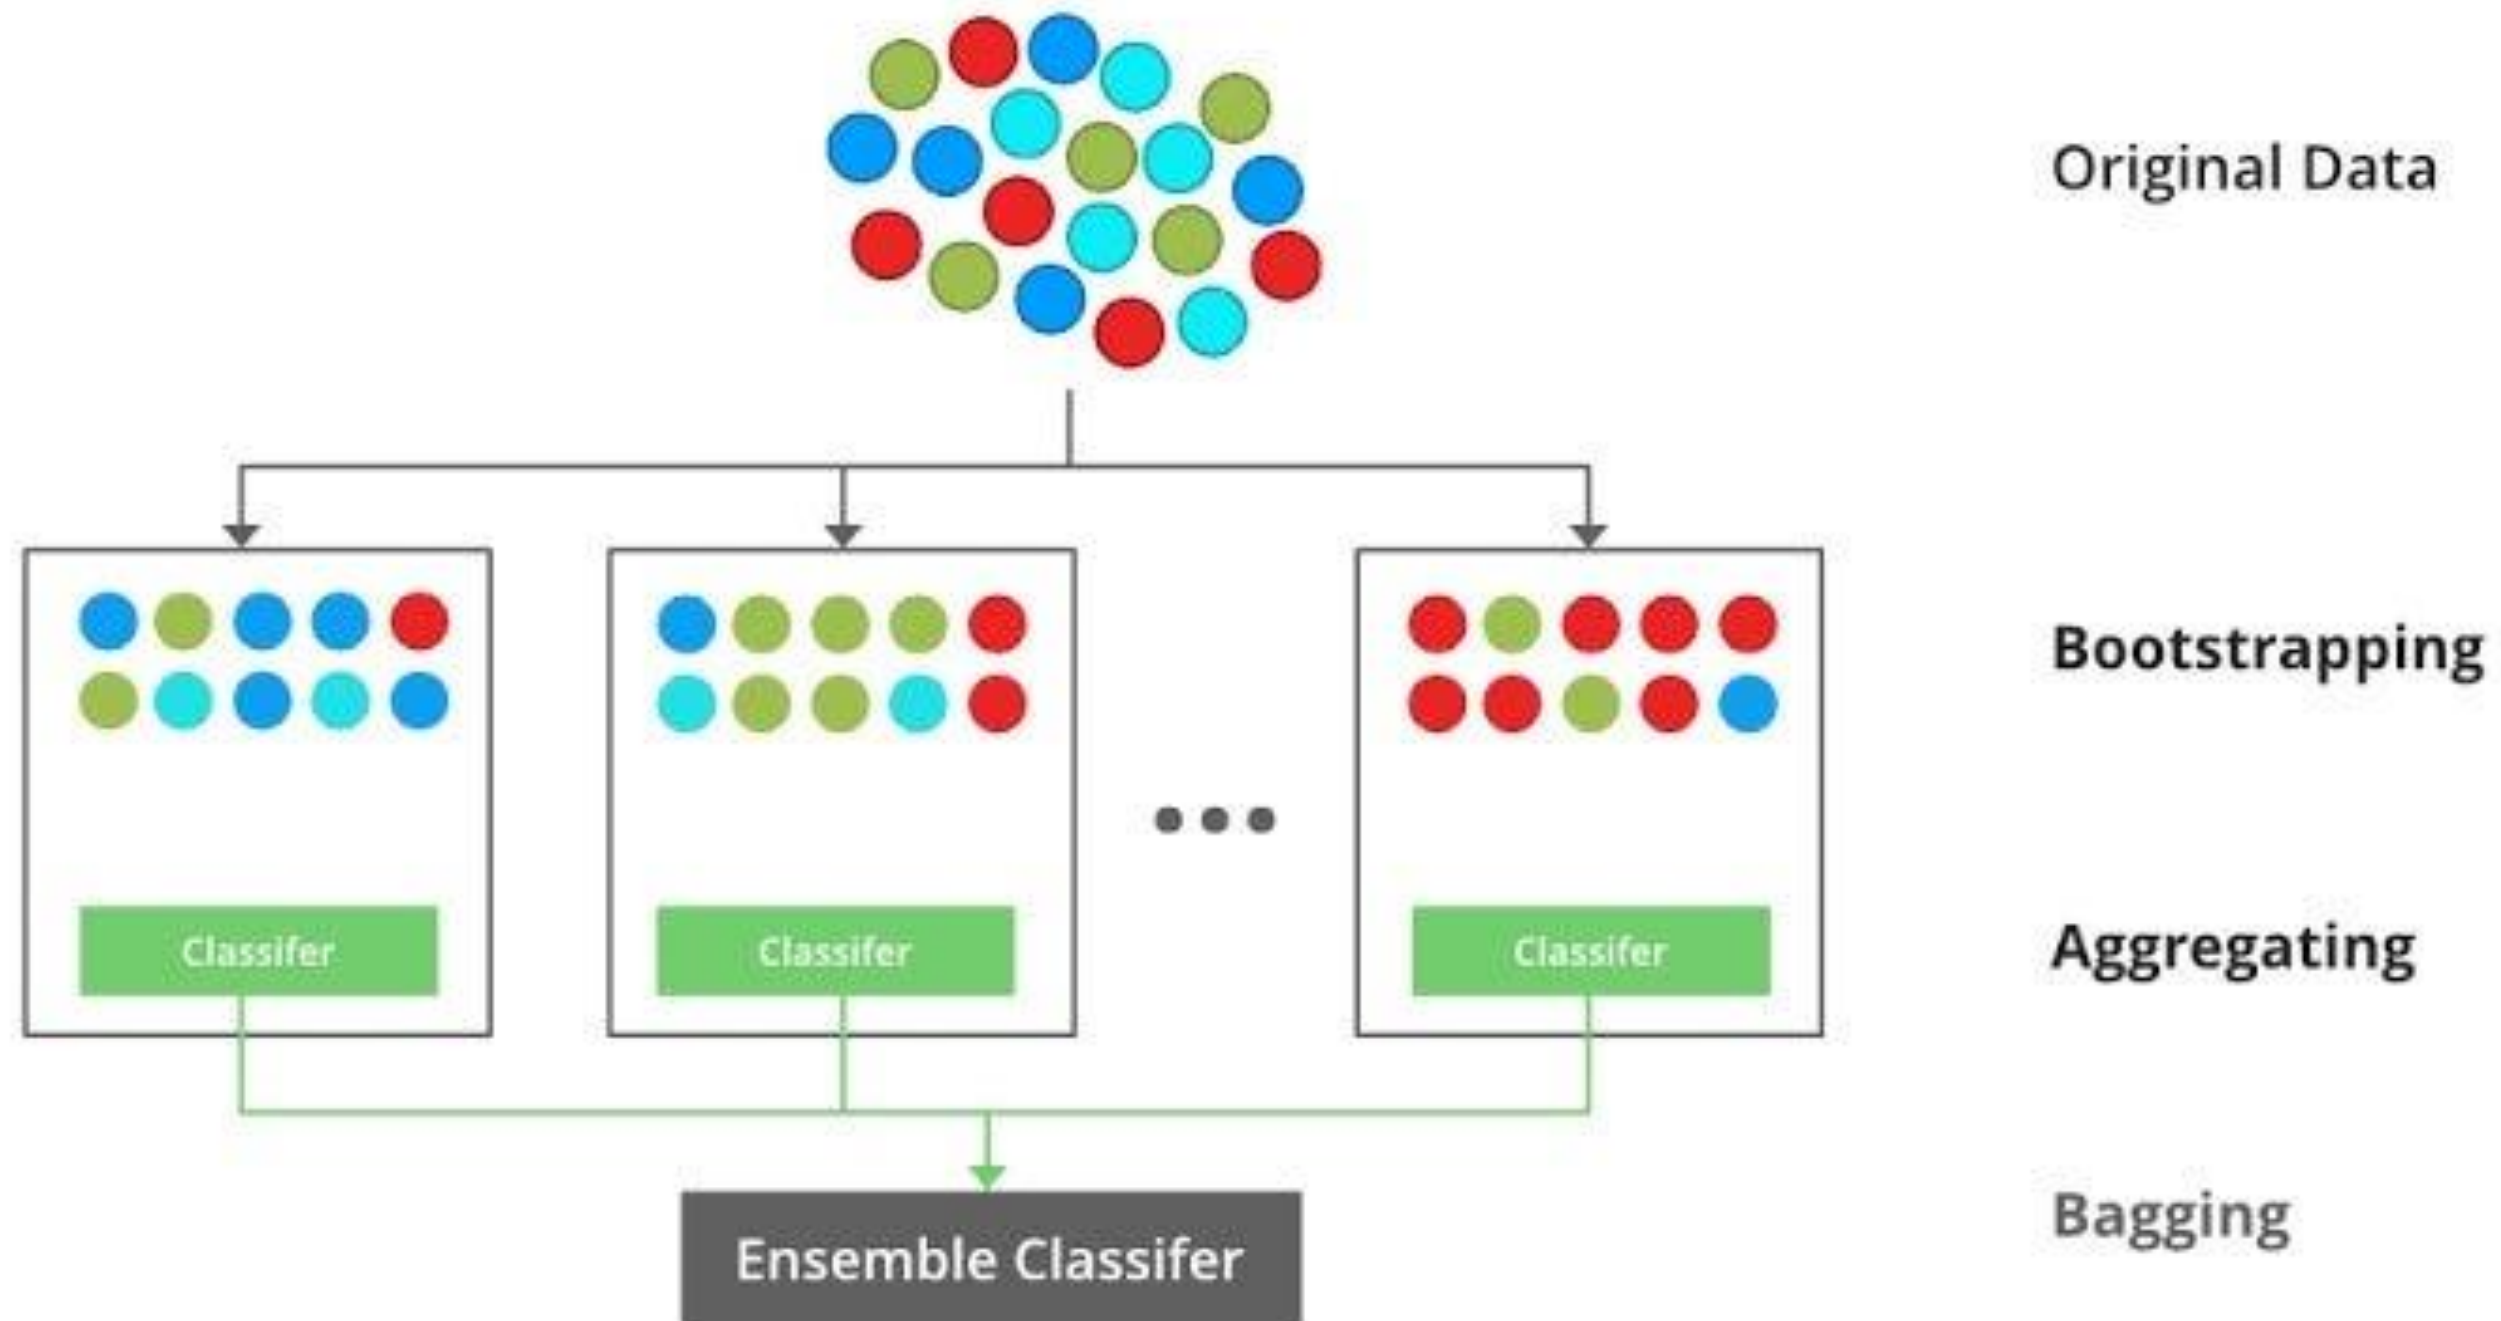 Original Data
Bootstrapping
Classifer
Classifer
Classifer
Aggregating
Ensemble Classifer
Bagging